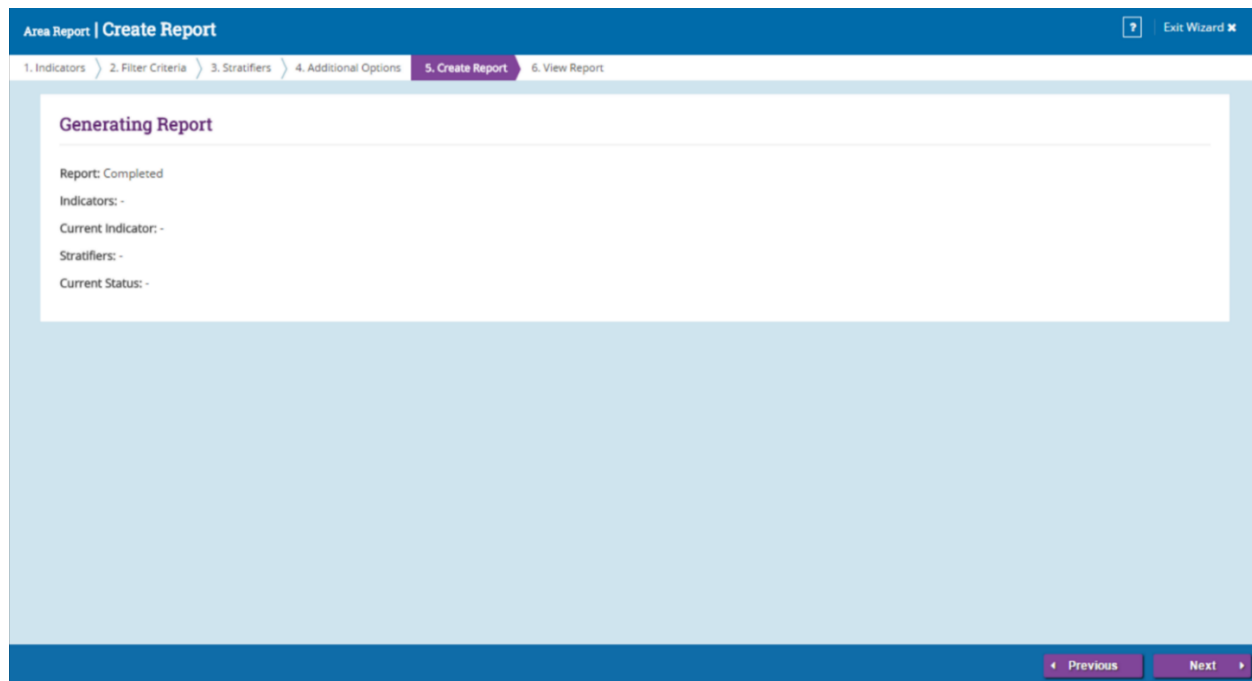 Area Report | Create Report
? Exit Wizard ✖
1. Indicators 2. Filter Criteria 3. Stratifiers 4. Additional Options 5. Create Report 6. View Report
Generating Report
Report: Completed
Indicators: -
Current Indicator: -
Stratifiers: -
Current Status: -
Previous Next